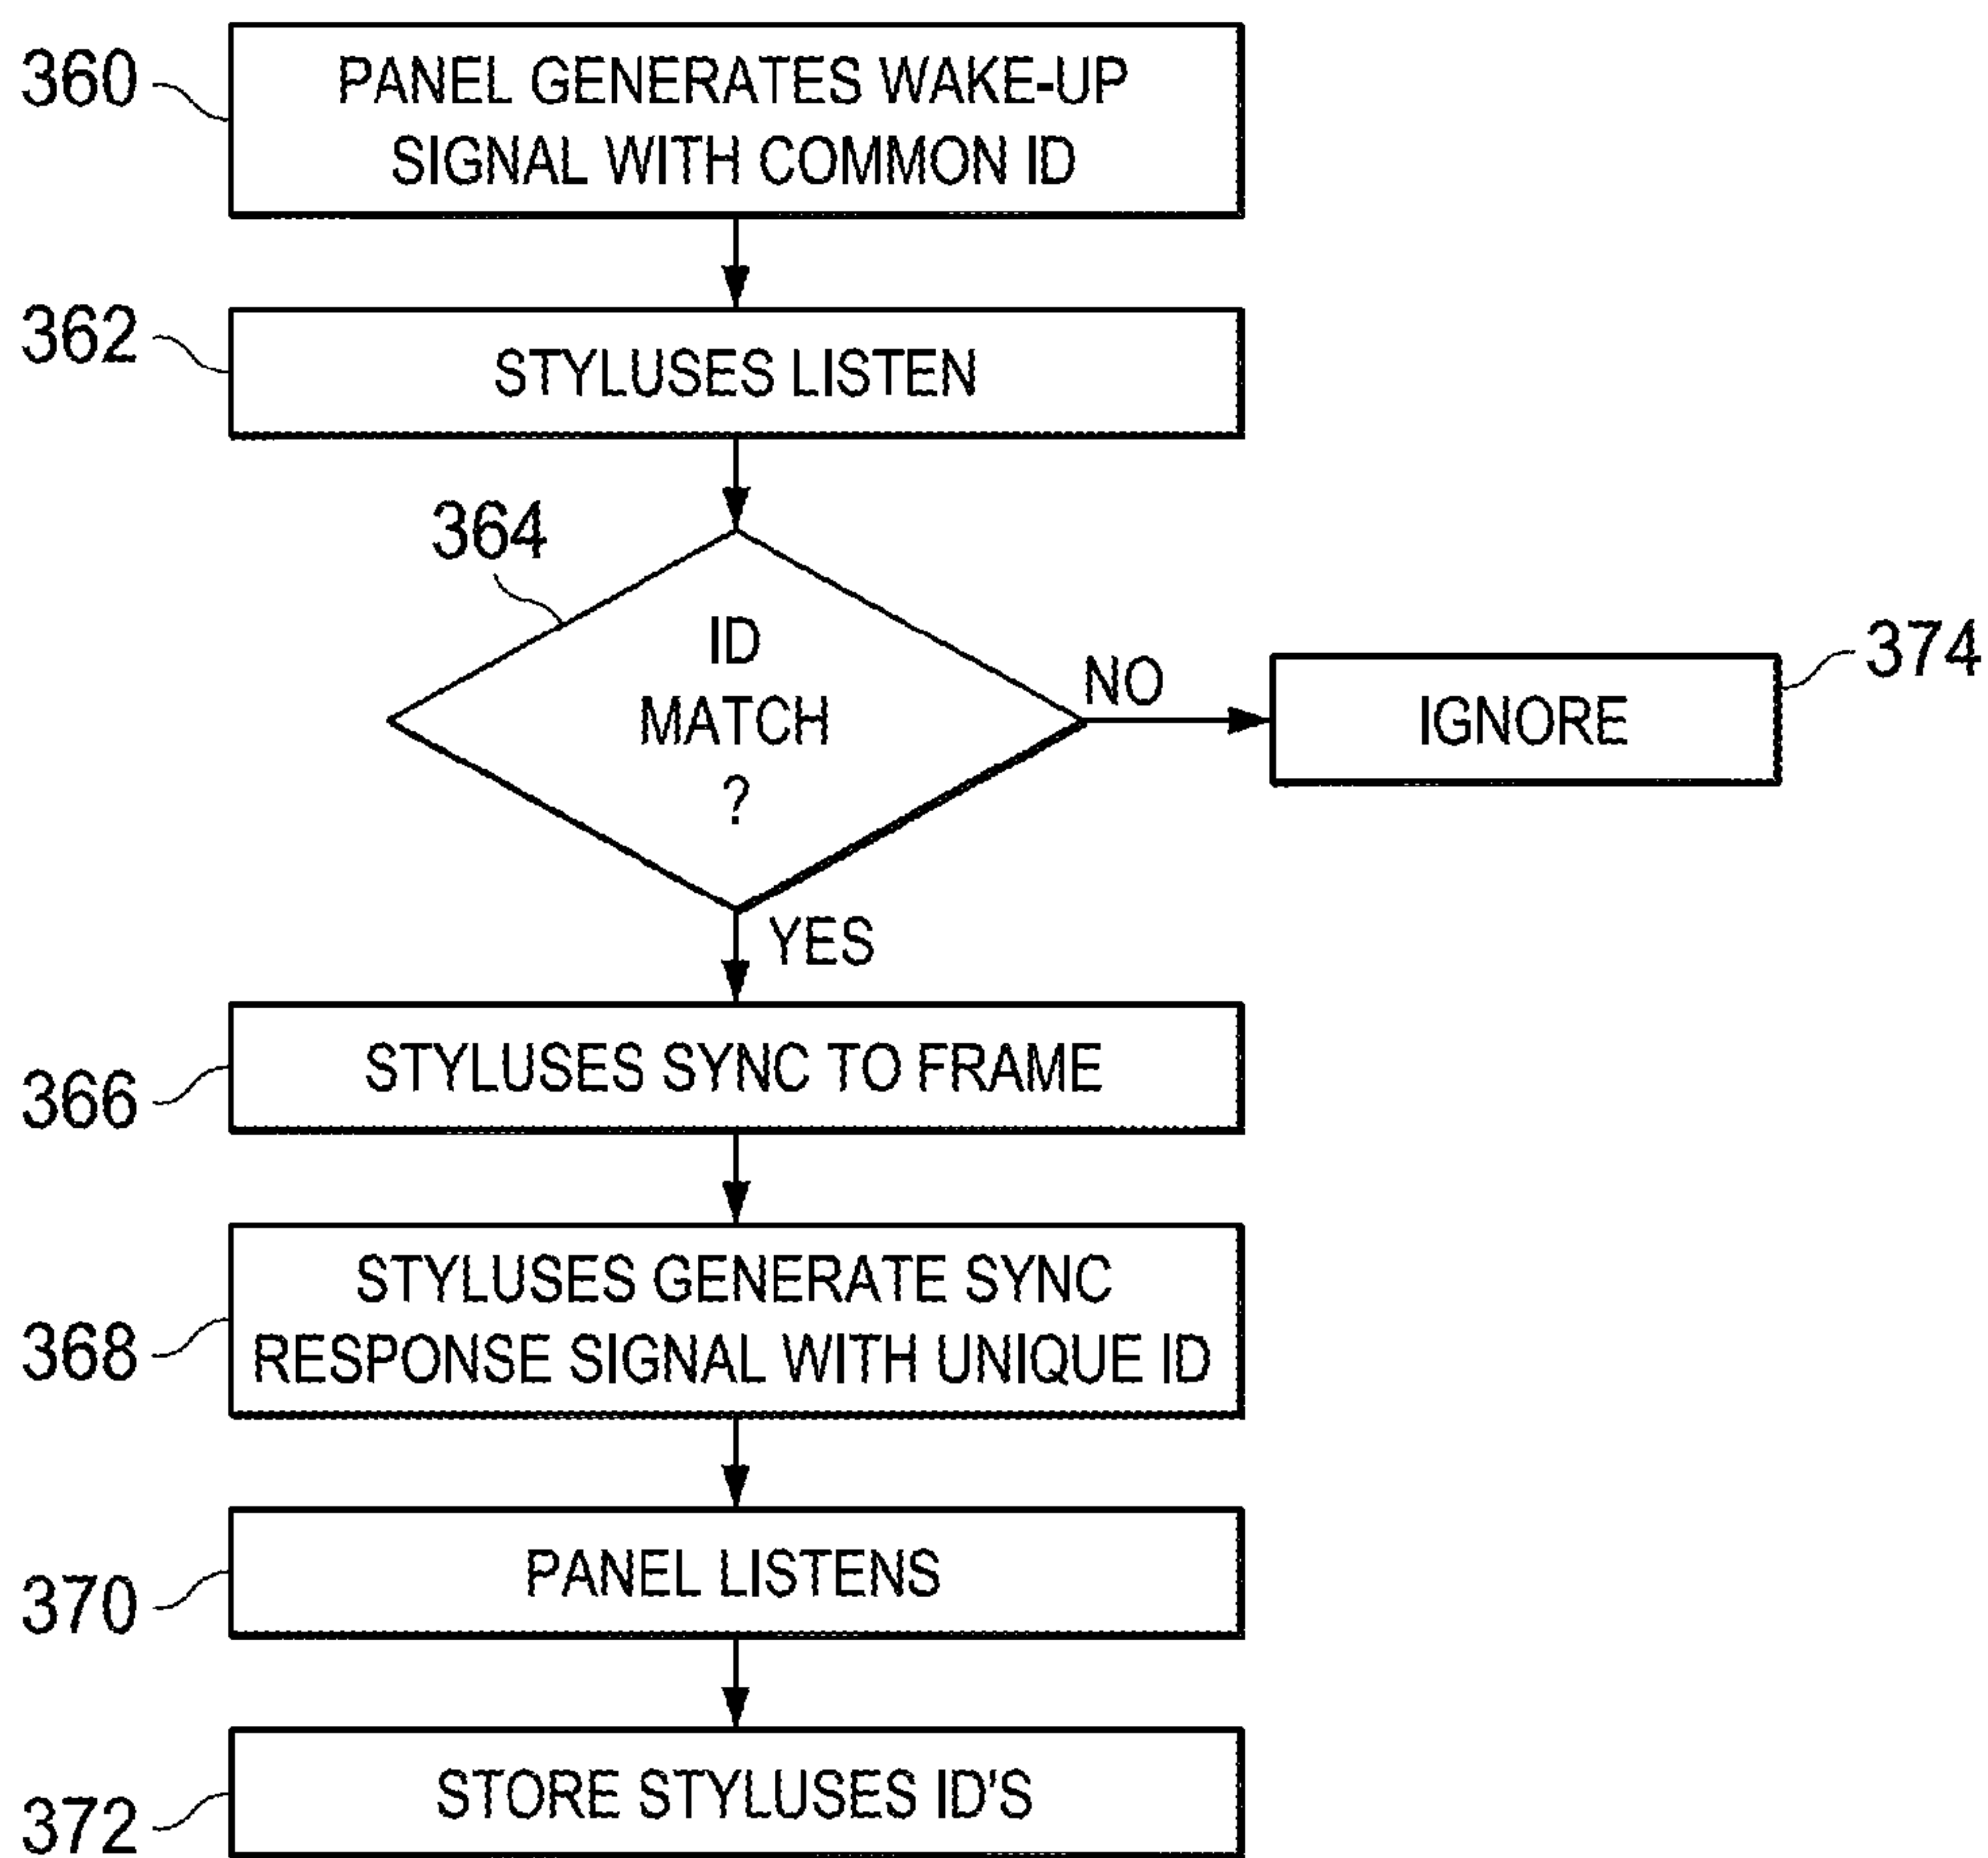 360
PANEL GENERATES WAKE-UP
SIGNAL WITH COMMON ID
362
STYLUSES LISTEN
364
ID
MATCH
?
NO
374
IGNORE
YES
366
STYLUSES SYNC TO FRAME
368
STYLUSES GENERATE SYNC
RESPONSE SIGNAL WITH UNIQUE ID
370
PANEL LISTENS
372
STORE STYLUSES ID'S